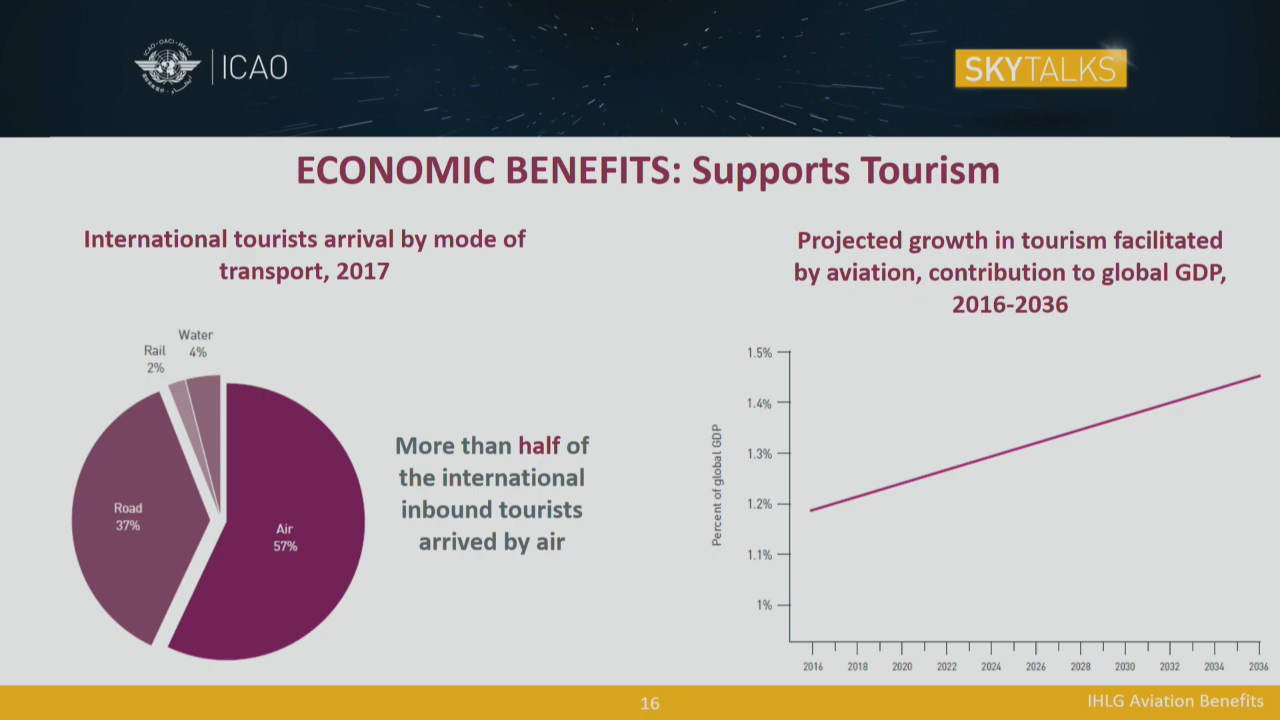 ICAO · OACI · ИКАО
ICAO
SKYTALKS
ECONOMIC BENEFITS: Supports Tourism
International tourists arrival by mode of
transport, 2017
Water
4%
Rail
2%
Road
37%
Air
57%
More than half of
the international
inbound tourists
arrived by air
Projected growth in tourism facilitated
by aviation, contribution to global GDP,
2016-2036
Percent of global GDP
1.5%
1.4%
1.3%
1.2%
1.1%
1%
2016 2018 2020 2022 2024 2026 2028 2030 2032 2034 2036
16
IHLG Aviation Benefits